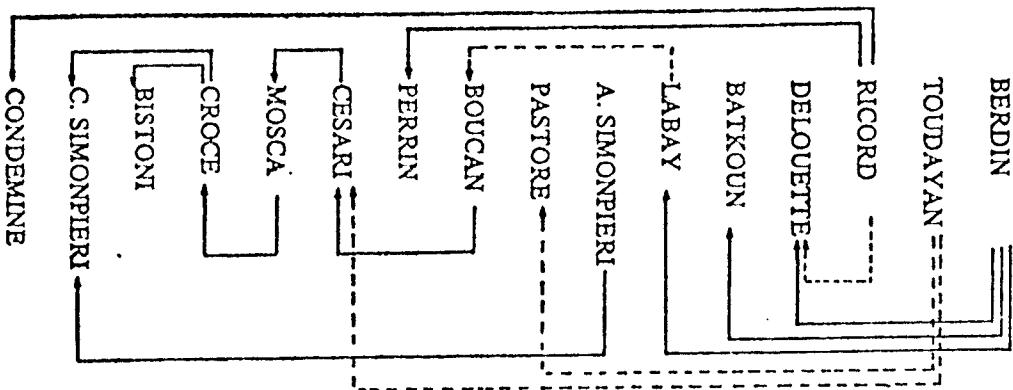 BERDIN
TOUDAYAN
RICORD
DELOUETTE
BATKOUN
LABAY
A. SIMONPIERI
PASTORE
BOUCAN
PERRIN
CESARI
MOSCA
CROCE
BISTONI
C. SIMONPIERI
CONDEMINE